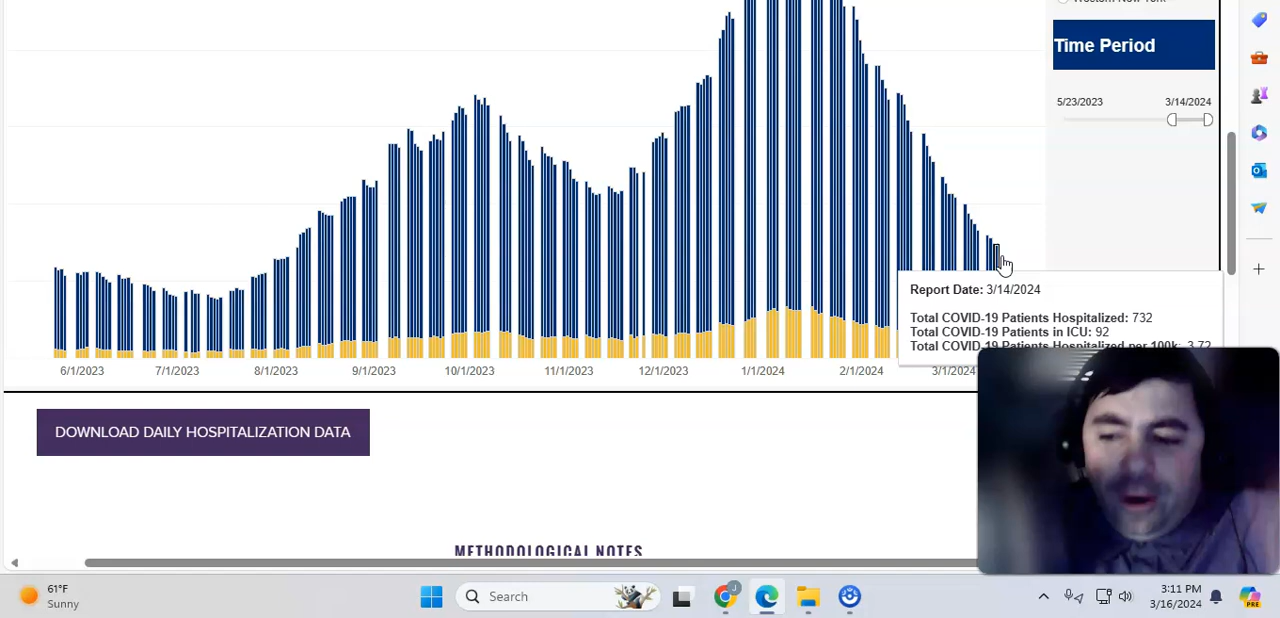 Western New York
Time Period
5/23/2023
3/14/2024
Report Date: 3/14/2024
Total COVID-19 Patients Hospitalized: 732
Total COVID-19 Patients in ICU: 92
Total COVID-19 Patients Hospitalized per 100k: 3.72
6/1/2023
7/1/2023
8/1/2023
9/1/2023
10/1/2023
11/1/2023
12/1/2023
1/1/2024
2/1/2024
3/1/2024
DOWNLOAD DAILY HOSPITALIZATION DATA
METHODOLOGICAL NOTES
61°F
Sunny
Search
3:11 PM
3/16/2024
PRE